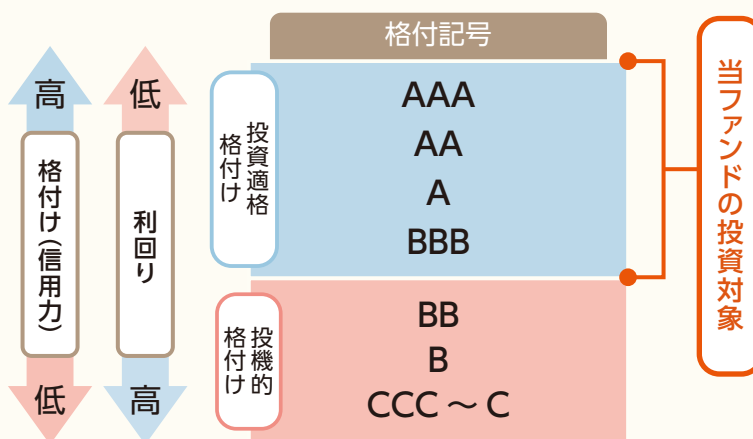 格付記号
高
格付け(信用力)
低
低
利回り
高
投資適格
格付け
AAA
AA
A
BBB
投機的
格付け
BB
B
CCC ～ C
当ファンドの投資対象